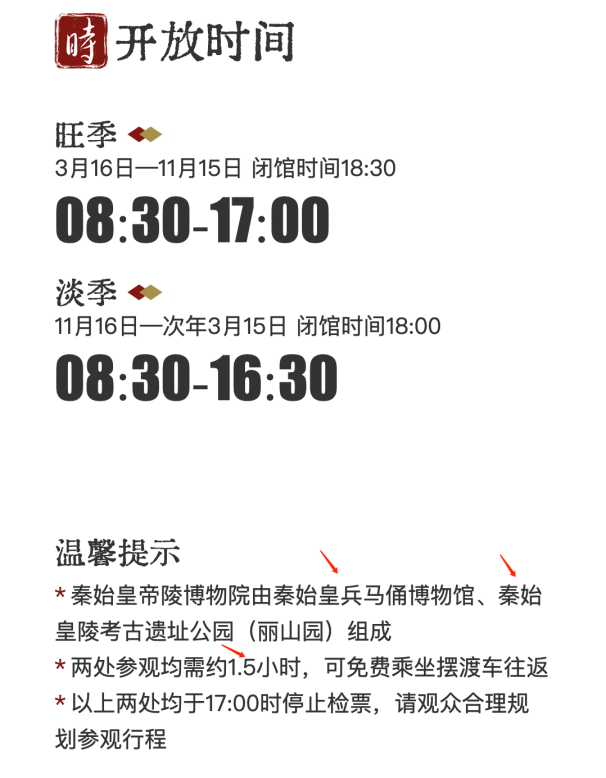 時 开放时间
旺季
3月16日—11月15日 闭馆时间18:30
08:30-17:00
淡季
11月16日—次年3月15日 闭馆时间18:00
08:30-16:30
温馨提示
* 秦始皇帝陵博物院由秦始皇兵马俑博物馆、秦始
皇陵考古遗址公园（丽山园）组成
* 两处参观均需约1.5小时，可免费乘坐摆渡车往返
* 以上两处均于17:00时停止检票，请观众合理规
划参观行程